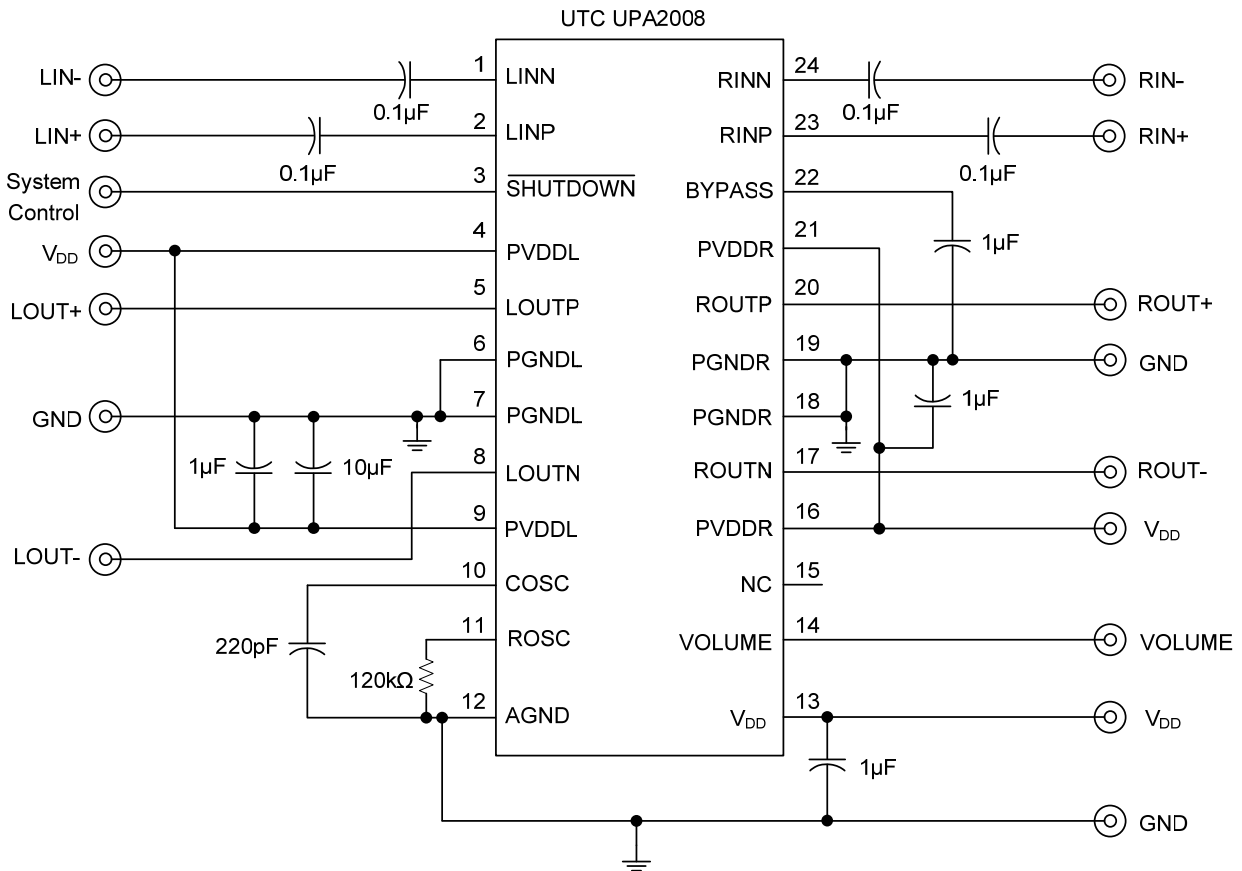 UTC UPA2008
LIN-
1
LINN
0.1µF
LIN+
2
LINP
0.1µF
System
Control
3
SHUTDOWN
V_DD
4
PVDDL
LOUT+
5
LOUTP
6
PGNDL
GND
7
PGNDL
1µF
10µF
8
LOUTN
9
PVDDL
LOUT-
10
COSC
220pF
11
ROSC
120kΩ
12
AGND
RINN
24
0.1µF
RIN-
RINP
23
0.1µF
RIN+
BYPASS
22
1µF
PVDDR
21
ROUTP
20
ROUT+
PGNDR
19
GND
1µF
PGNDR
18
ROUTN
17
ROUT-
PVDDR
16
V_DD
NC
15
VOLUME
14
VOLUME
V_DD
13
V_DD
1µF
GND